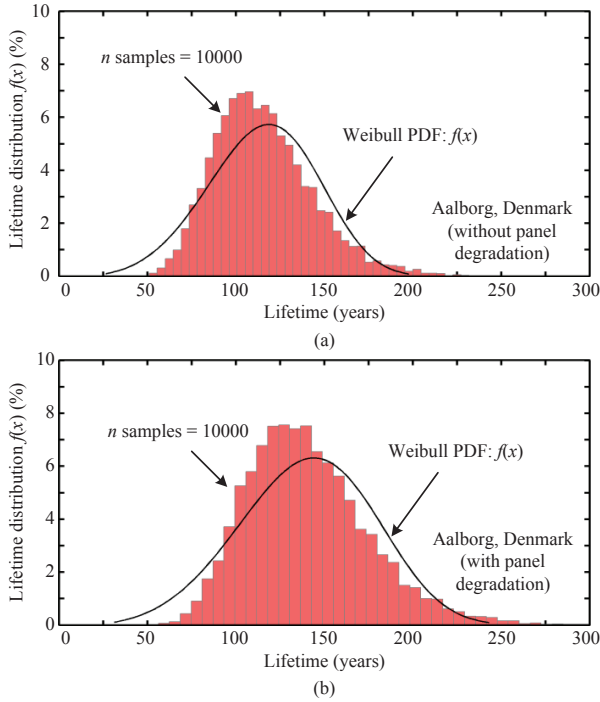 10
8
6
4
2
0
Lifetime distribution f(x) (%)
n samples = 10000
Weibull PDF: f(x)
Aalborg, Denmark
(without panel
degradation)
0 50 100 150 200 250 300
Lifetime (years)
(a)
10
8
6
4
2
0
Lifetime distribution f(x) (%)
n samples = 10000
Weibull PDF: f(x)
Aalborg, Denmark
(with panel
degradation)
0 50 100 150 200 250 300
Lifetime (years)
(b)